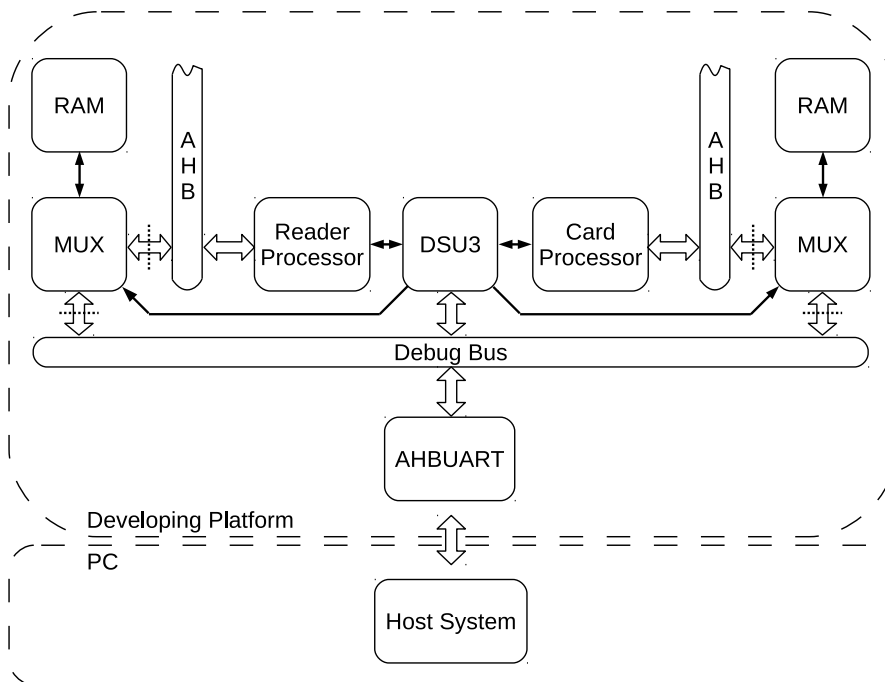 RAM
A
H
B
A
H
B
RAM
MUX
Reader
Processor
DSU3
Card
Processor
MUX
Debug Bus
AHBUART
Developing Platform
PC
Host System